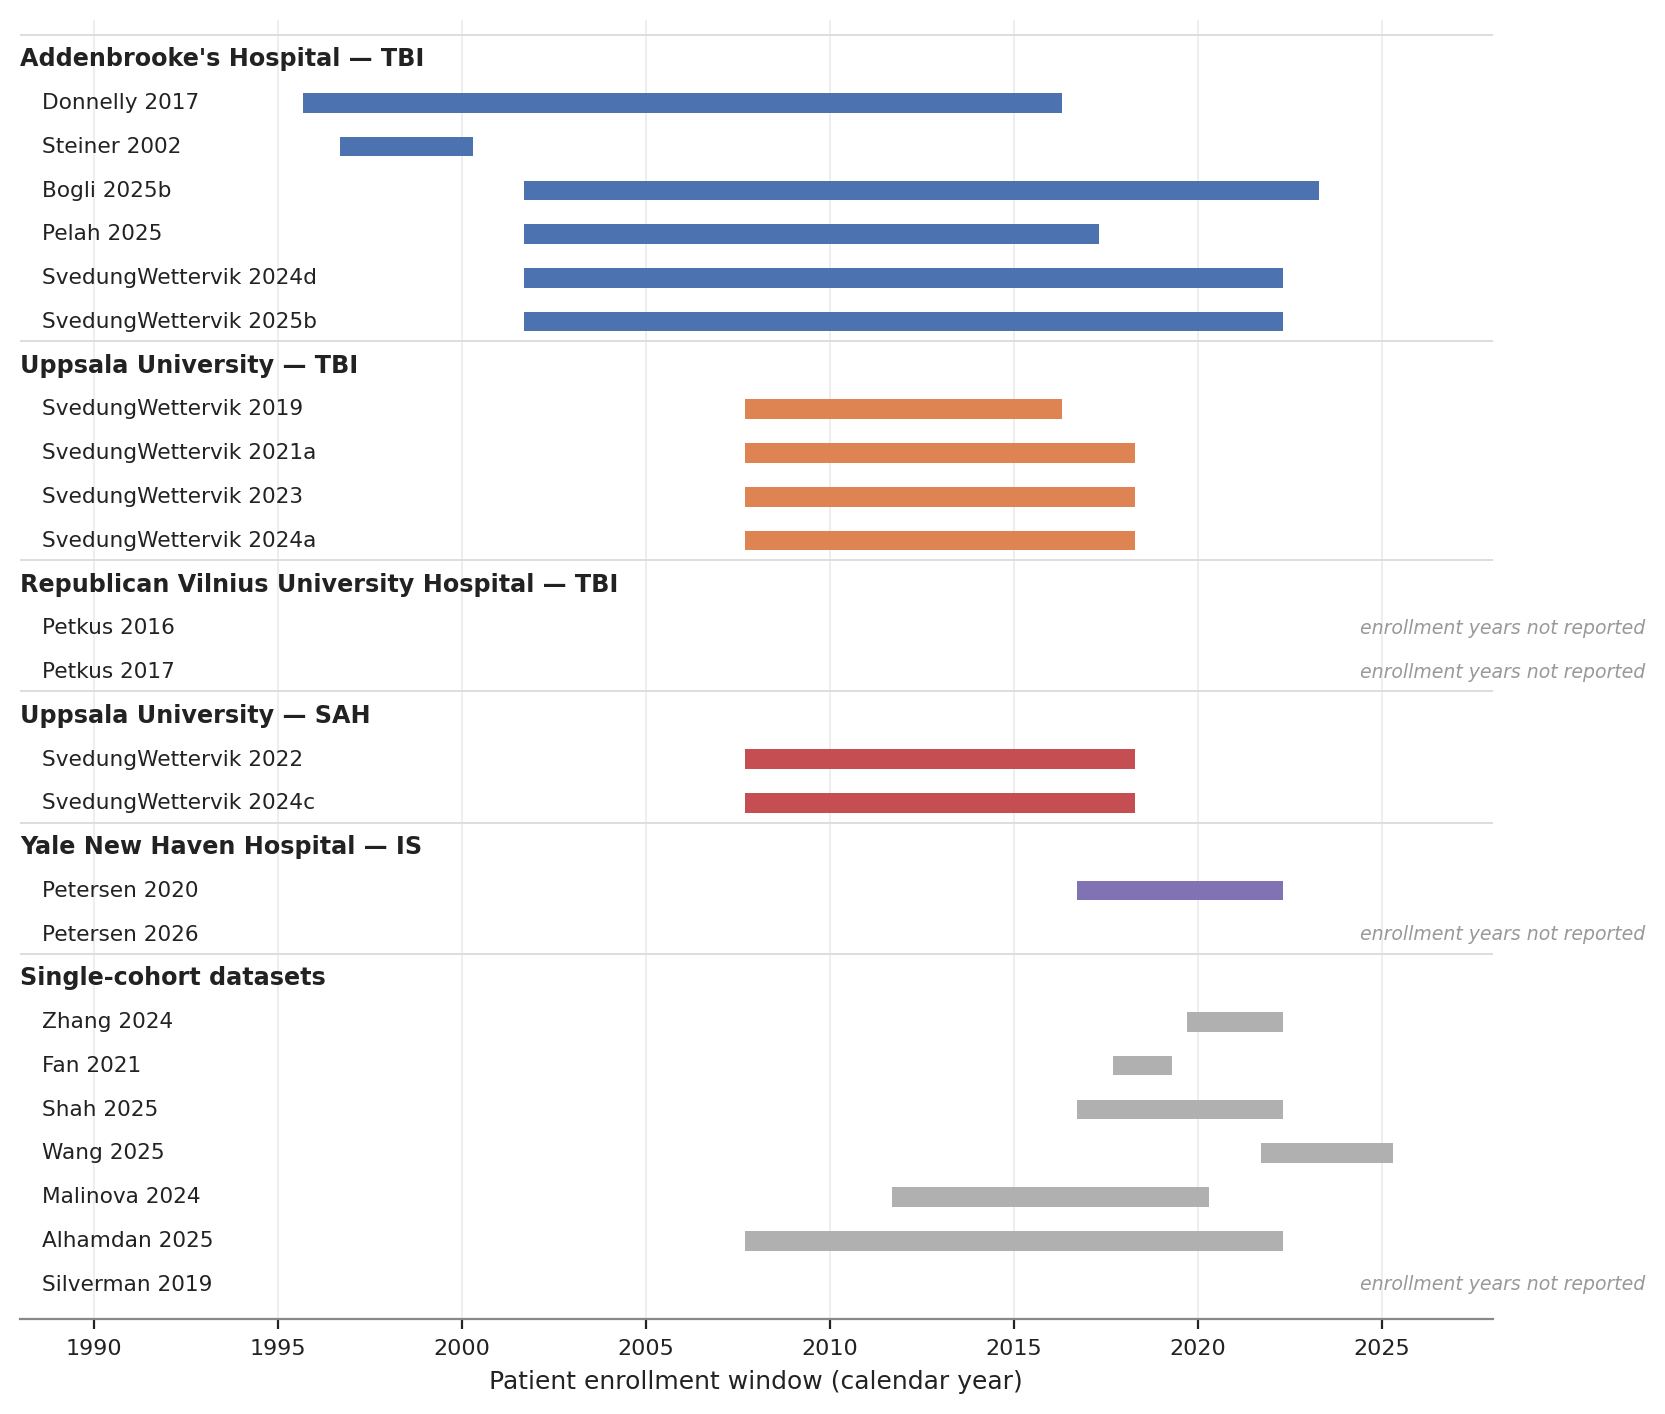 Addenbrooke's Hospital — TBI
Donnelly 2017
Steiner 2002
Bogli 2025b
Pelah 2025
SvedungWettervik 2024d
SvedungWettervik 2025b
Uppsala University — TBI
SvedungWettervik 2019
SvedungWettervik 2021a
SvedungWettervik 2023
SvedungWettervik 2024a
Republican Vilnius University Hospital — TBI
Petkus 2016 enrollment years not reported
Petkus 2017 enrollment years not reported
Uppsala University — SAH
SvedungWettervik 2022
SvedungWettervik 2024c
Yale New Haven Hospital — IS
Petersen 2020
Petersen 2026 enrollment years not reported
Single-cohort datasets
Zhang 2024
Fan 2021
Shah 2025
Wang 2025
Malinova 2024
Alhamdan 2025
Silverman 2019 enrollment years not reported
1990 1995 2000 2005 2010 2015 2020 2025
Patient enrollment window (calendar year)